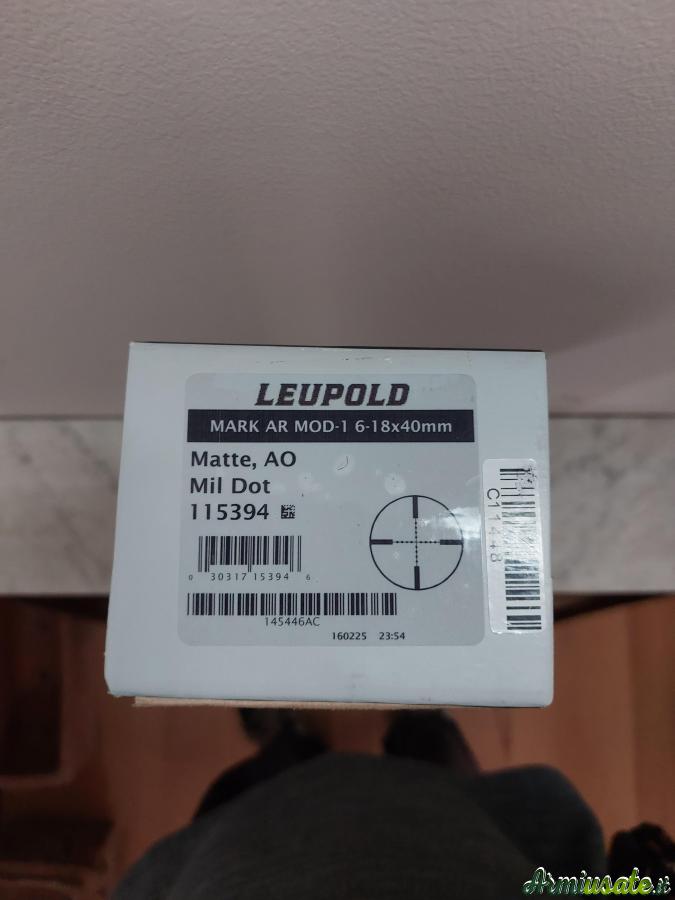 LEUPOLD
MARK AR MOD-1 6-18x40mm
Matte, AO
Mil Dot
115394
0 30317 15394 6
145446AC
160225 23:54
C11448
Armiusate.it